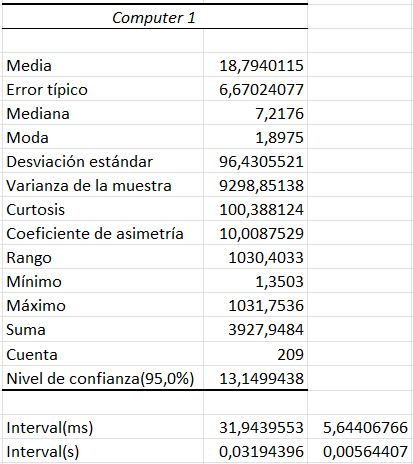 Computer 1
Media 18,7940115
Error típico 6,67024077
Mediana 7,2176
Moda 1,8975
Desviación estándar 96,4305521
Varianza de la muestra 9298,85138
Curtosis 100,388124
Coeficiente de asimetría 10,0087529
Rango 1030,4033
Mínimo 1,3503
Máximo 1031,7536
Suma 3927,9484
Cuenta 209
Nivel de confianza(95,0%) 13,1499438
Interval(ms) 31,9439553 5,64406766
Interval(s) 0,03194396 0,00564407